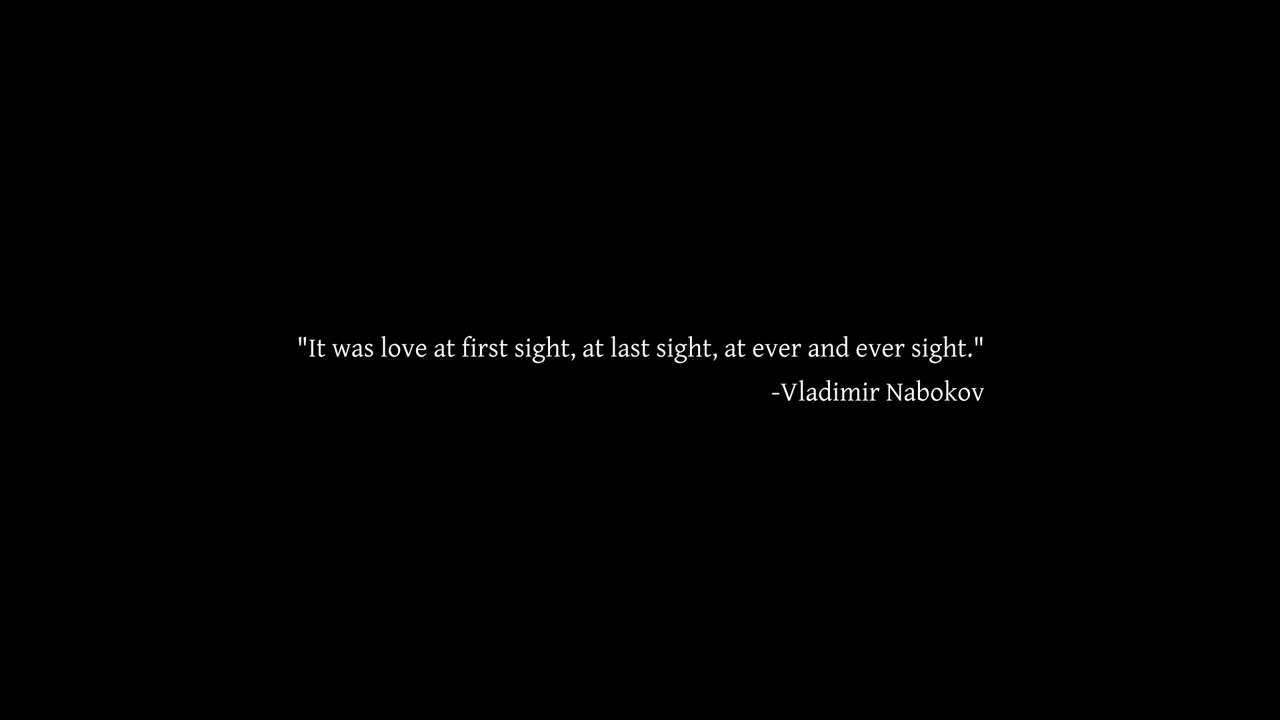 "It was love at first sight, at last sight, at ever and ever sight."
-Vladimir Nabokov